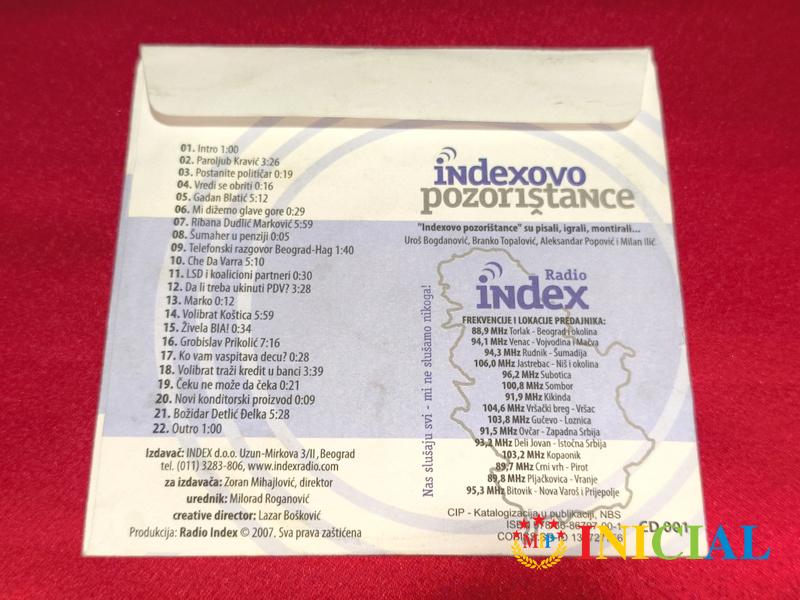 01. Intro 1:00
02. Paroljub Kravić 3:26
03. Postanite političar 0:19
04. Vredi se obriti 0:16
05. Gadan Blatić 5:12
06. Mi dižemo glave gore 0:29
07. Ribana Dudlić Marković 5:59
08. Šumaher u penziji 0:05
09. Telefonski razgovor Beograd-Hag 1:40
10. Che Da Varra 5:10
11. LSD i koalicioni partneri 0:30
12. Da li treba ukinuti PDV? 3:28
13. Marko 0:12
14. Volibrat Koštica 5:59
15. Živela BIA! 0:34
16. Grobislav Prikolić 7:16
17. Ko vam vaspitava decu? 0:28
18. Volibrat traži kredit u banci 3:39
19. Čeku ne može da čeka 0:21
20. Novi konditorski proizvod 0:09
21. Božidar Detlić Đelka 5:28
22. Outro 1:00
Izdavač: INDEX d.o.o. Uzun-Mirkova 3/II, Beograd
tel. (011) 3283-806, www.indexradio.com
za izdavača: Zoran Mihajlović, direktor
urednik: Milorad Roganović
creative director: Lazar Bošković
Produkcija: Radio Index © 2007. Sva prava zaštićena
Nas slušaju svi - mi ne slušamo nikoga!
indexovo
pozorištance
"Indexovo pozorištance" su pisali, igrali, montirali...
Uroš Bogdanović, Branko Topalović, Aleksandar Popović i Milan Ilić
Radio
index
FREKVENCIJE I LOKACIJE PREDAJNIKA:
88,9 MHz Torlak - Beograd i okolina
94,1 MHz Venac - Vojvodina i Mačva
94,3 MHz Rudnik - Šumadija
106,0 MHz Jastrebac - Niš i okolina
96,2 MHz Subotica
100,8 MHz Sombor
91,9 MHz Kikinda
104,6 MHz Vršački breg - Vršac
103,8 MHz Gučevo - Loznica
91,5 MHz Ovčar - Zapadna Srbija
93,2 MHz Deli Jovan - Istočna Srbija
103,2 MHz Kopaonik
89,7 MHz Crni vrh - Pirot
89,8 MHz Pljačkovica - Vranje
95,3 MHz Bitovik - Nova Varoš i Prijepolje
CIP - Katalogizacija u publikaciji, NBS
CD 001
MP INICIAL